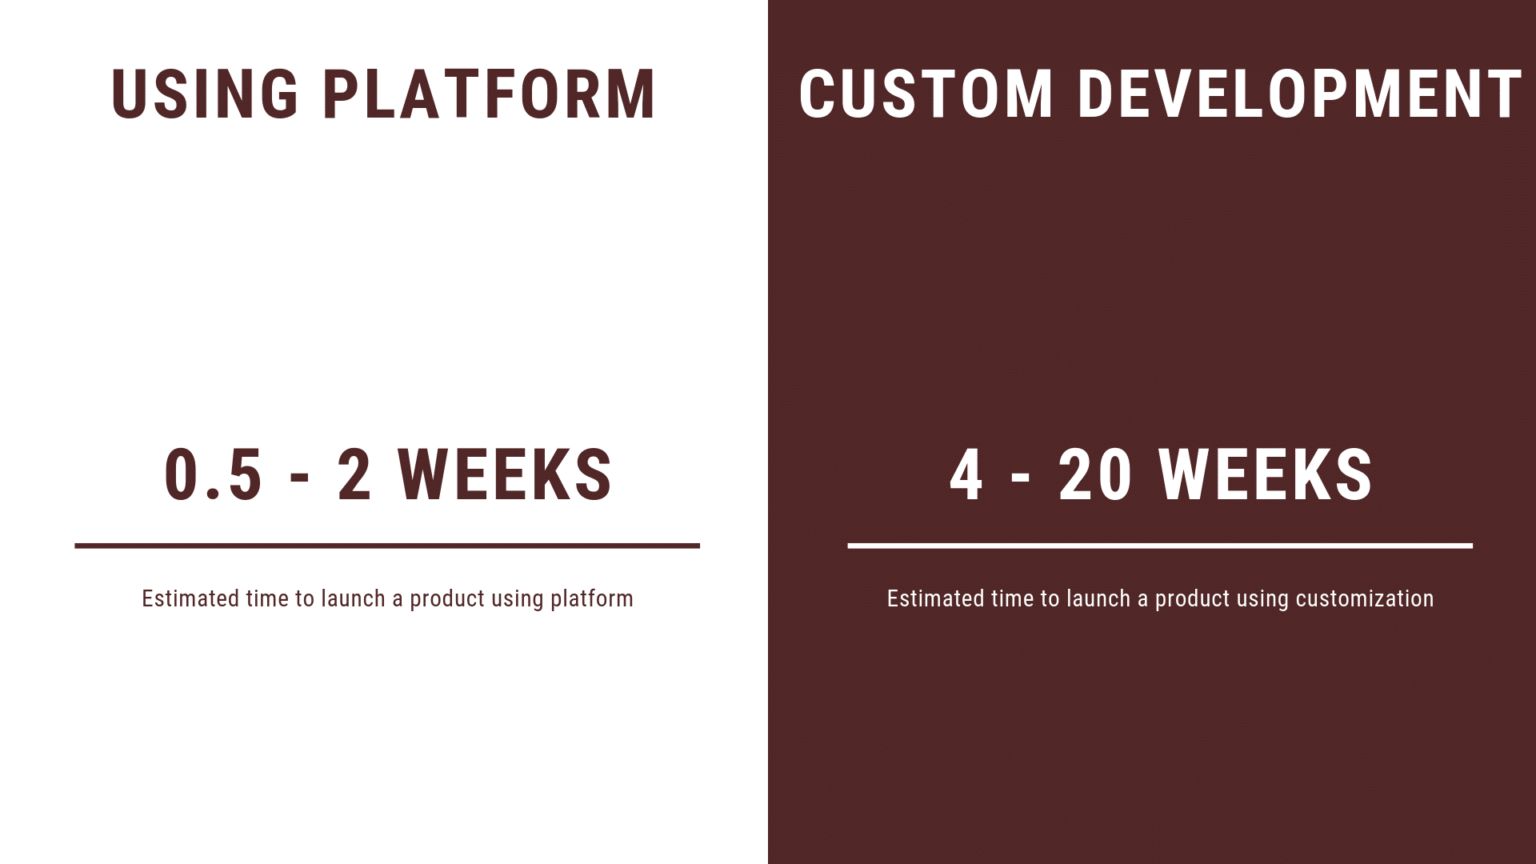 USING PLATFORM
0.5 - 2 WEEKS
Estimated time to launch a product using platform
CUSTOM DEVELOPMENT
4 - 20 WEEKS
Estimated time to launch a product using customization